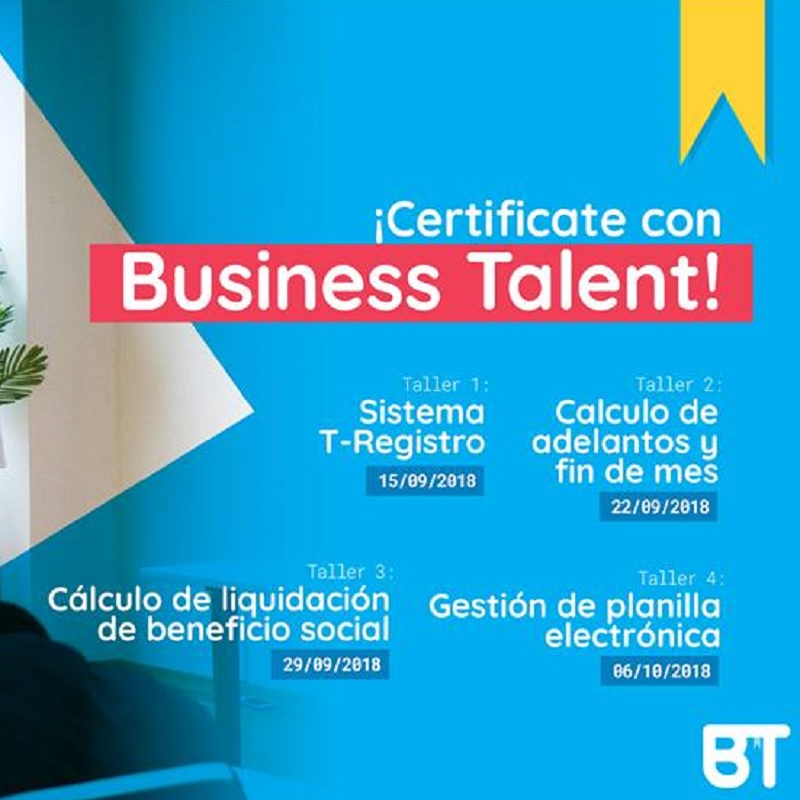 ¡Certificate con
Business Talent!
Taller 1:
Sistema
T-Registro
15/09/2018
Taller 2:
Calculo de
adelantos y
fin de mes
22/09/2018
Taller 3:
Cálculo de liquidación
de beneficio social
29/09/2018
Taller 4:
Gestión de planilla
electrónica
06/10/2018
BT